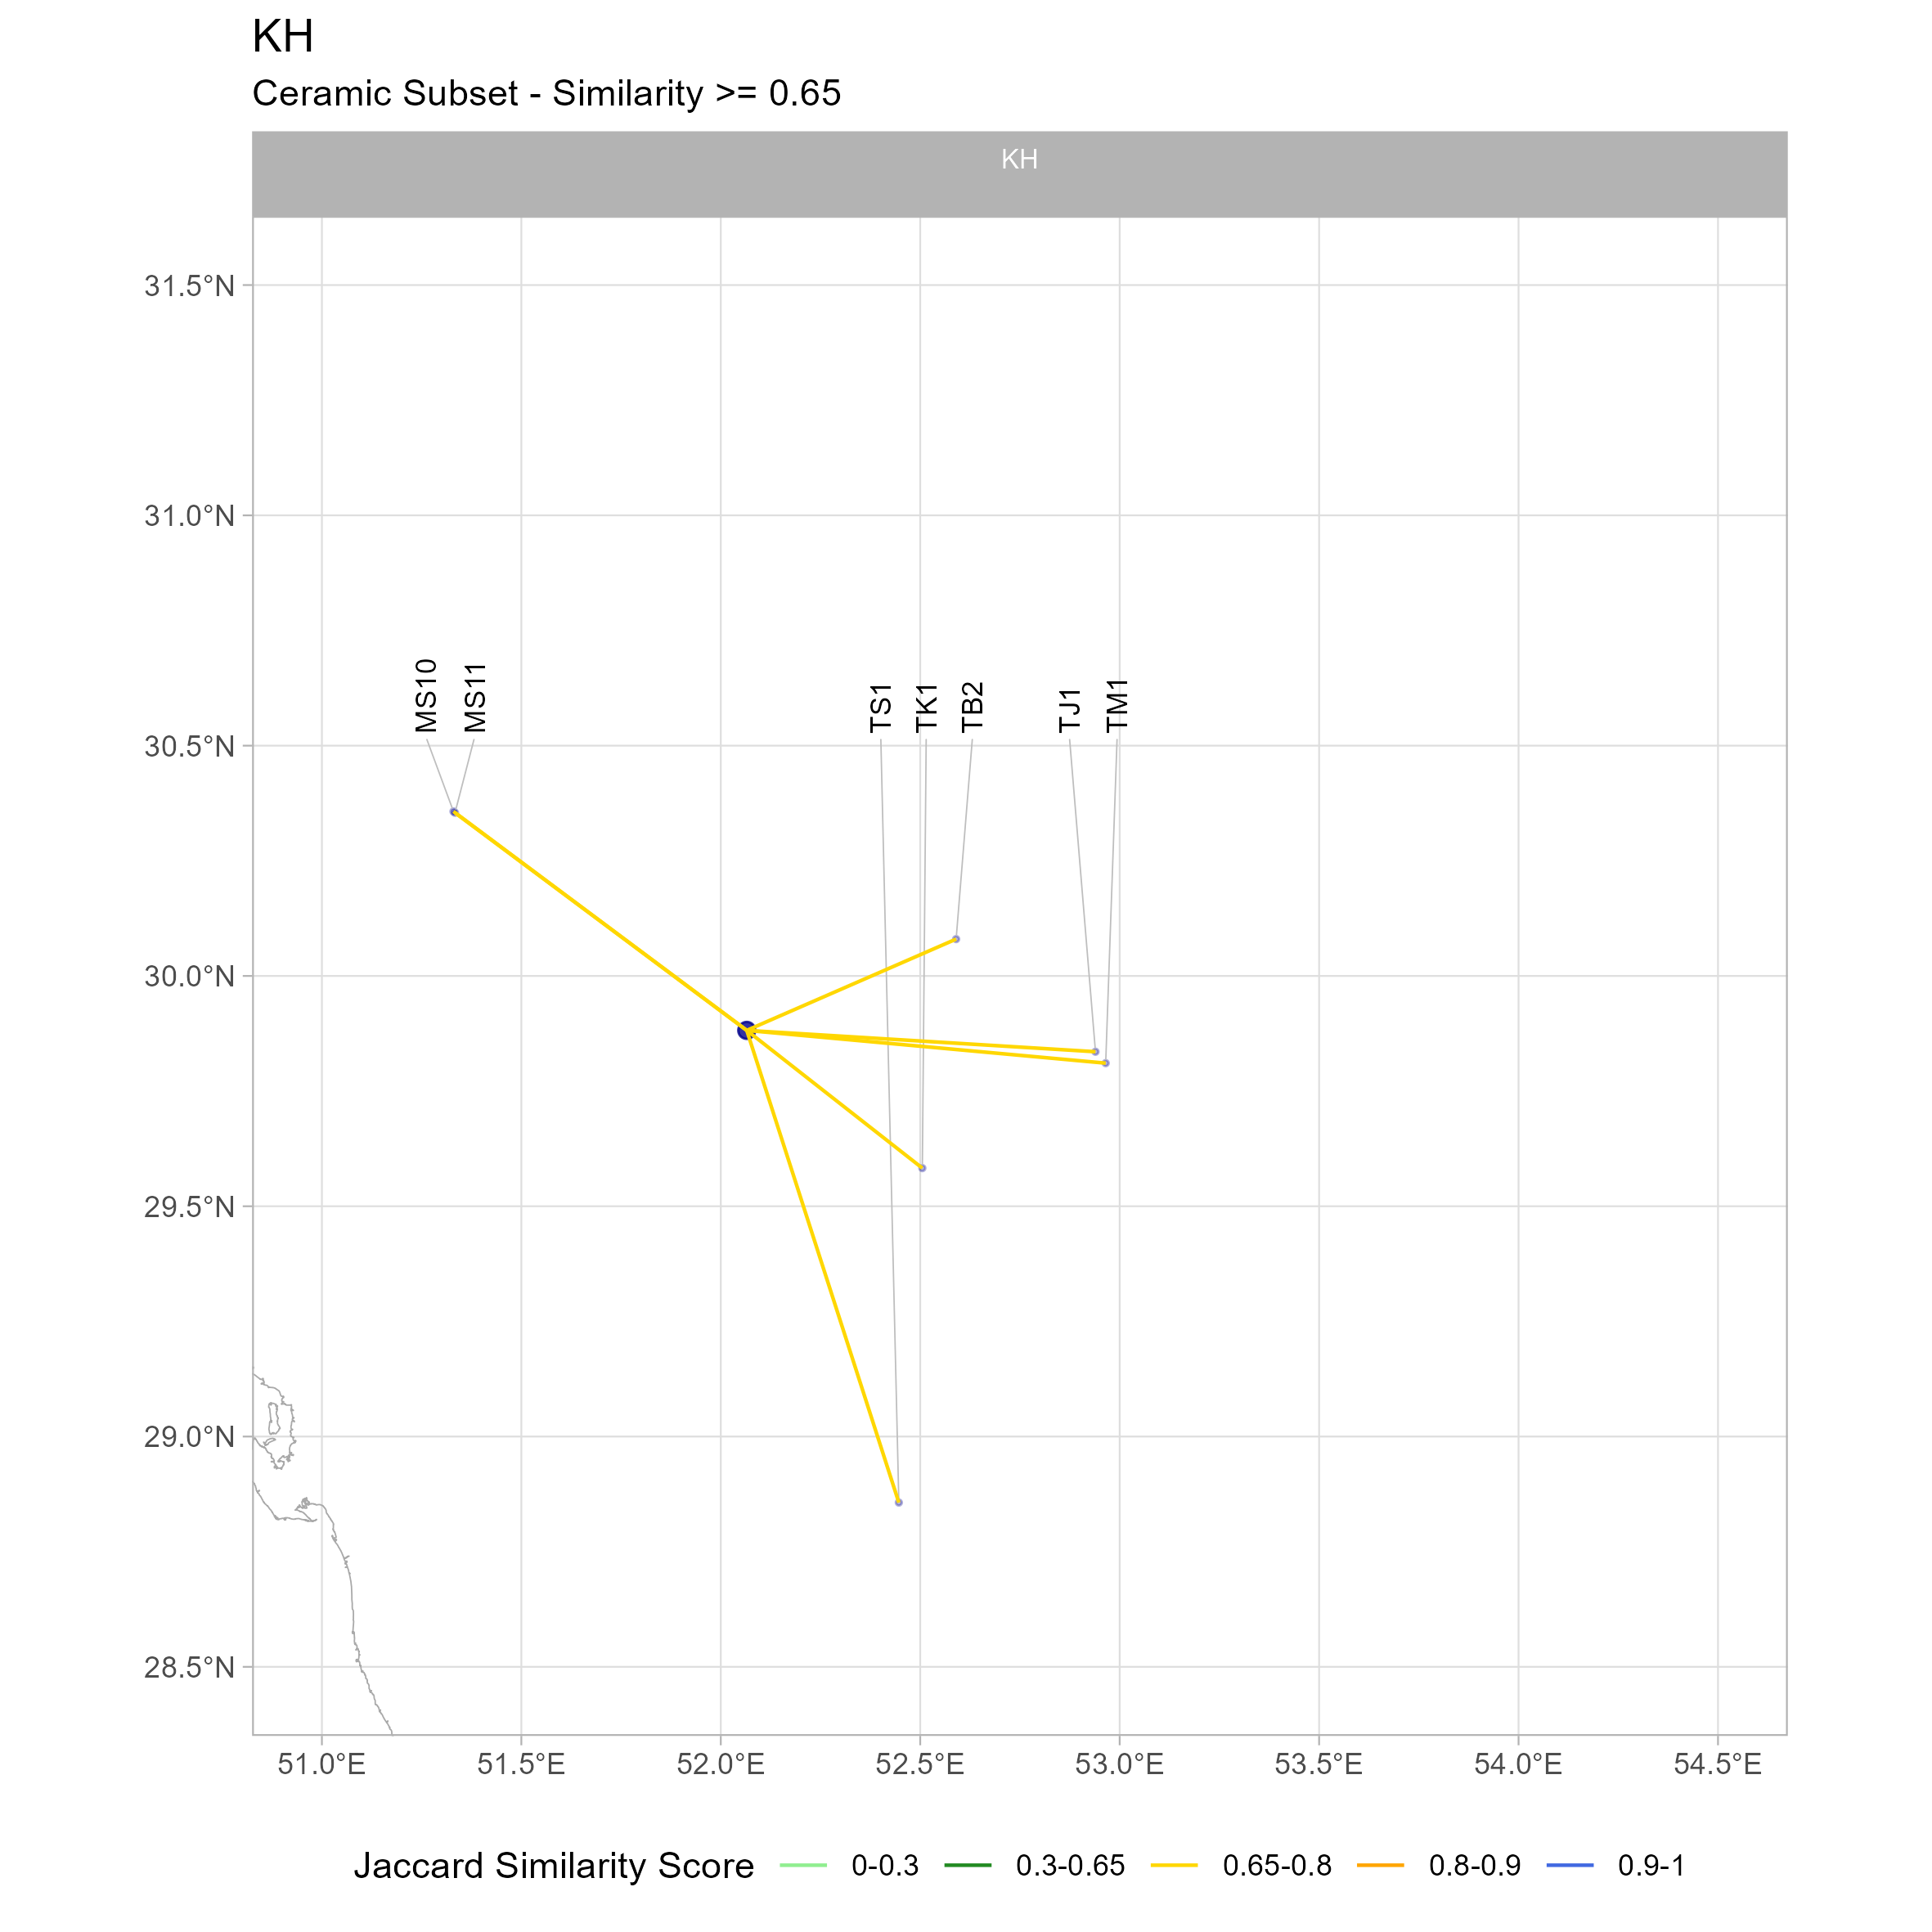 KH
Ceramic Subset - Similarity >= 0.65
KH
31.5°N
31.0°N
30.5°N
30.0°N
29.5°N
29.0°N
28.5°N
MS10
MS11
TS1
TK1
TB2
TJ1
TM1
51.0°E 51.5°E 52.0°E 52.5°E 53.0°E 53.5°E 54.0°E 54.5°E
Jaccard Similarity Score 0-0.3 0.3-0.65 0.65-0.8 0.8-0.9 0.9-1